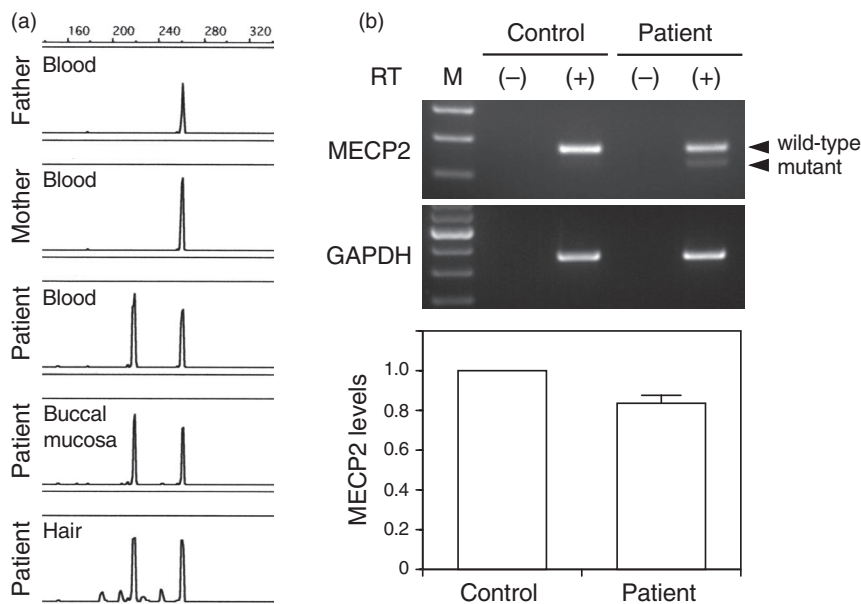 (a)
160 200 240 280 320
Father
Blood
Mother
Blood
Patient
Blood
Patient
Buccal
mucosa
Patient
Hair
(b)
Control Patient
RT M (–) (+) (–) (+)
MECP2
wild-type
mutant
GAPDH
MECP2 levels
1.0
0.8
0.6
0.4
0.2
0
Control Patient